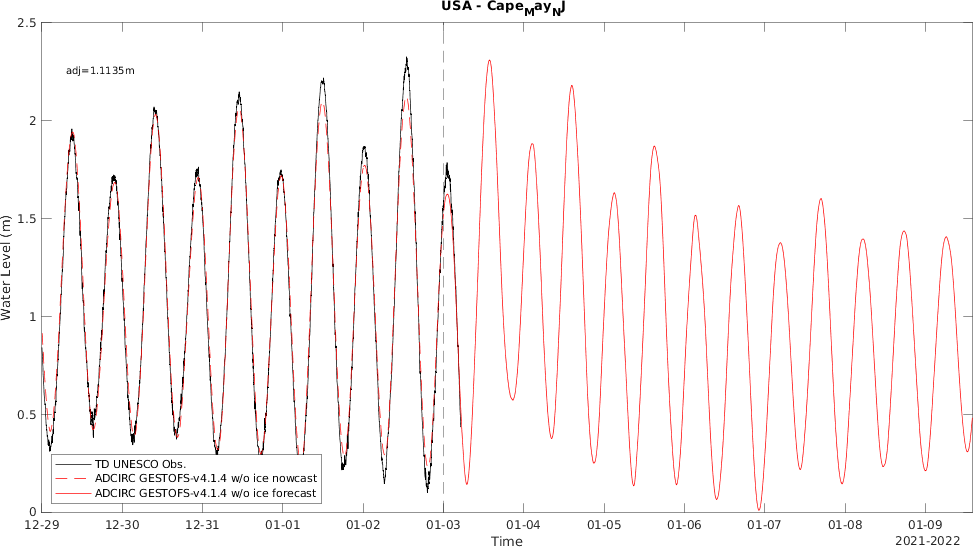 USA - CapeMayNJ
2.5
2
1.5
1
0.5
0
Water Level (m)
adj=1.1135m
TD UNESCO Obs.
ADCIRC GESTOFS-v4.1.4 w/o ice nowcast
ADCIRC GESTOFS-v4.1.4 w/o ice forecast
12-29 12-30 12-31 01-01 01-02 01-03 01-04 01-05 01-06 01-07 01-08 01-09
2021-2022
Time